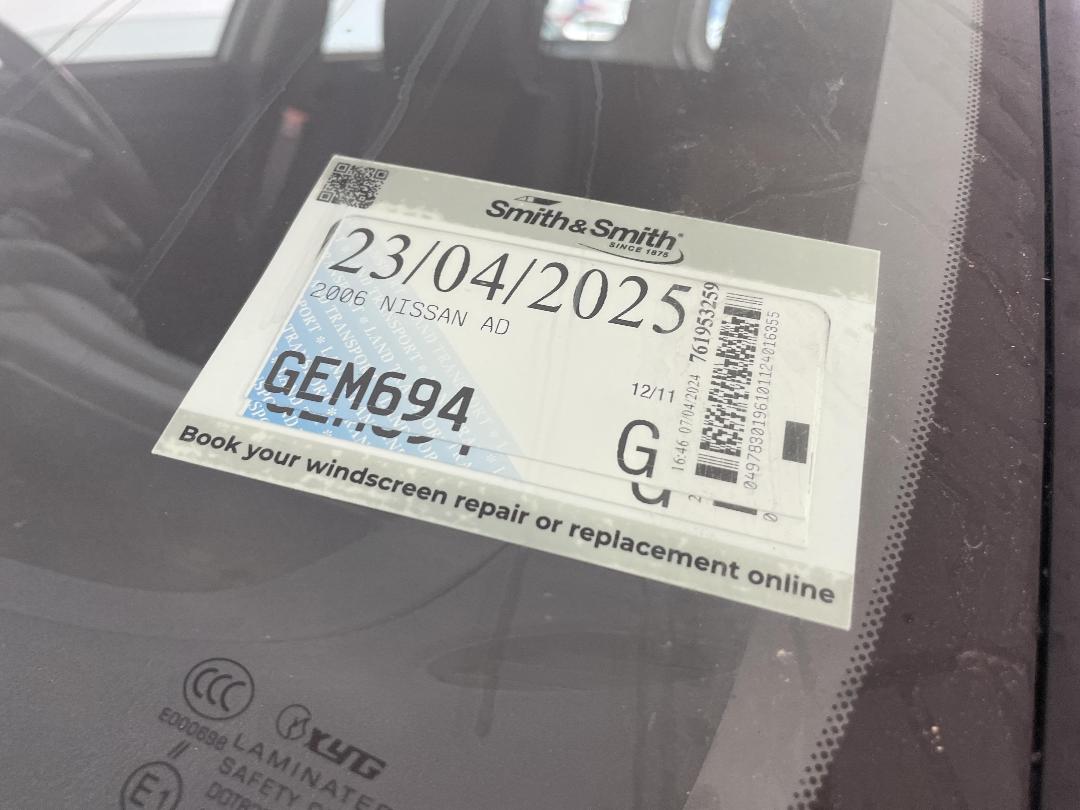 Smith&Smith®
SINCE 1875
23/04/2025
2006 NISSAN AD
GEM694
12/11
G
16:46 07/04/2024
761953259
Book your windscreen repair or replacement online
CCC
E000698
XYG
LAMINATED
SAFETY
E1